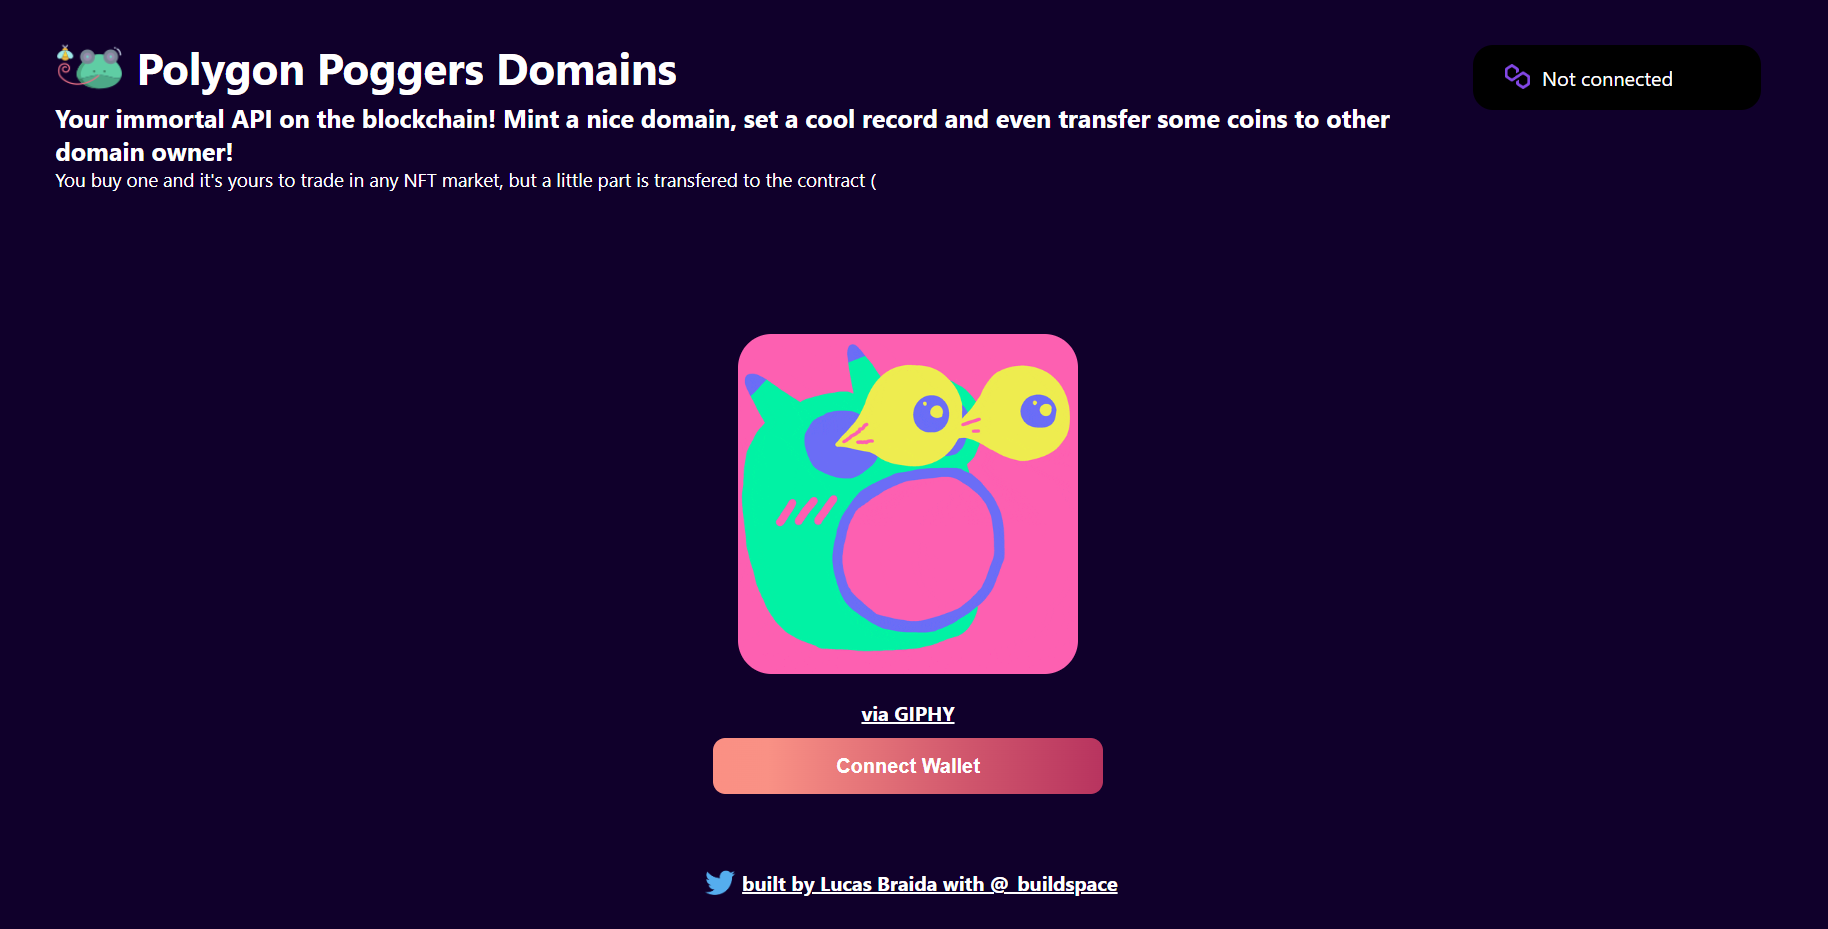 Polygon Poggers Domains
Not connected
Your immortal API on the blockchain! Mint a nice domain, set a cool record and even transfer some coins to other
domain owner!
You buy one and it's yours to trade in any NFT market, but a little part is transfered to the contract (
via GIPHY
Connect Wallet
built by Lucas Braida with @_buildspace